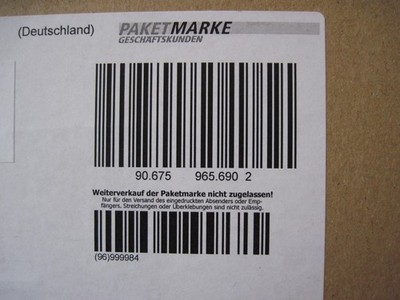 (Deutschland)
PAKETMARKE
GESCHÄFTSKUNDEN
90.675 965.690 2
Weiterverkauf der Paketmarke nicht zugelassen!
Nur für den Versand des eingedruckten Absenders oder Emp-
fängers. Streichungen oder Überklebungen sind nicht zulässig.
(96)999984